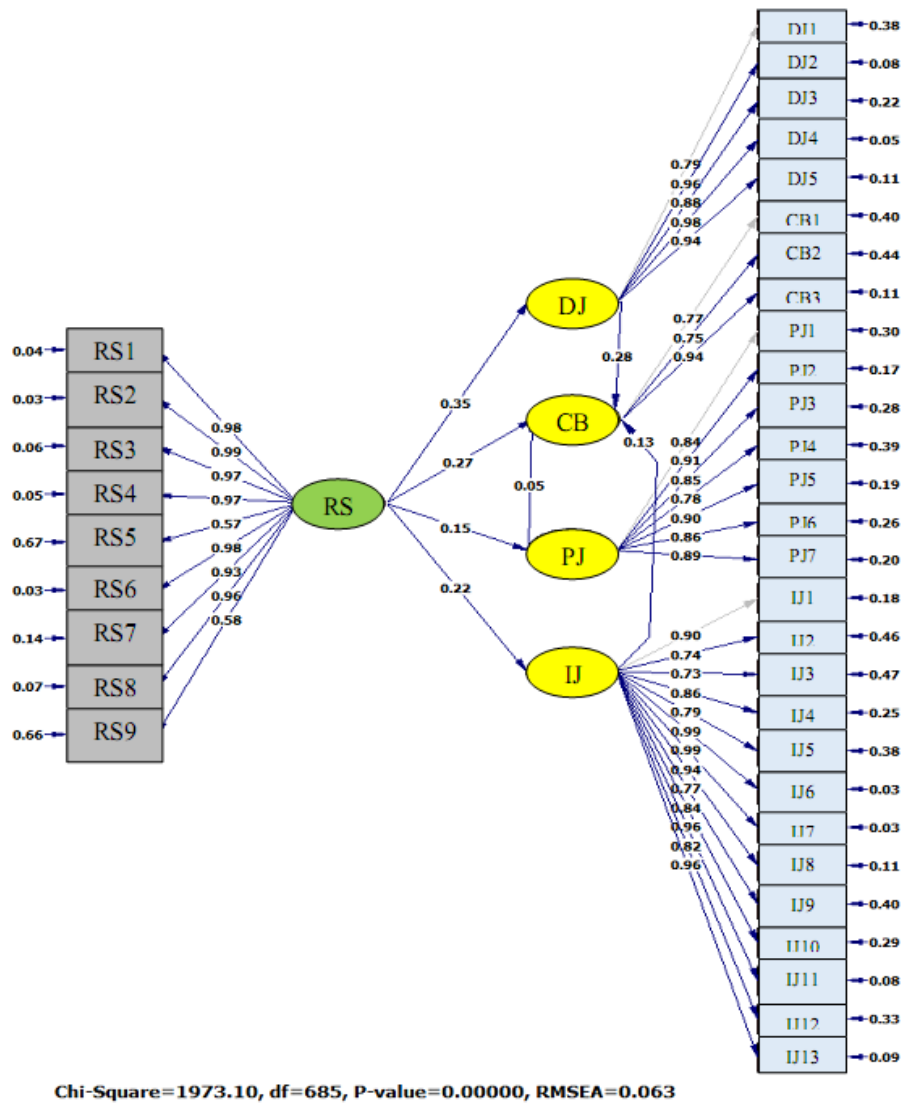 DJ1 0.38
DJ2 0.08
DJ3 0.22
DJ4 0.05
DJ5 0.11
CB1 0.40
CB2 0.44
CB3 0.11
PJ1 0.30
PJ2 0.17
PJ3 0.28
PJ4 0.39
PJ5 0.19
PJ6 0.26
PJ7 0.20
IJ1 0.18
IJ2 0.46
IJ3 0.47
IJ4 0.25
IJ5 0.38
IJ6 0.03
IJ7 0.03
IJ8 0.11
IJ9 0.40
IJ10 0.29
IJ11 0.08
IJ12 0.33
IJ13 0.09
0.79
0.96
0.88
0.98
0.94
0.77
0.75
0.94
0.84
0.91
0.85
0.78
0.90
0.86
0.89
0.90
0.74
0.73
0.86
0.79
0.99
0.99
0.94
0.77
0.84
0.96
0.82
0.96
DJ
CB
PJ
IJ
0.28
0.13
0.05
0.35
0.27
0.15
0.22
RS
0.98
0.99
0.97
0.97
0.57
0.98
0.93
0.96
0.58
0.04 RS1
0.03 RS2
0.06 RS3
0.05 RS4
0.67 RS5
0.03 RS6
0.14 RS7
0.07 RS8
0.66 RS9
Chi-Square=1973.10, df=685, P-value=0.00000, RMSEA=0.063